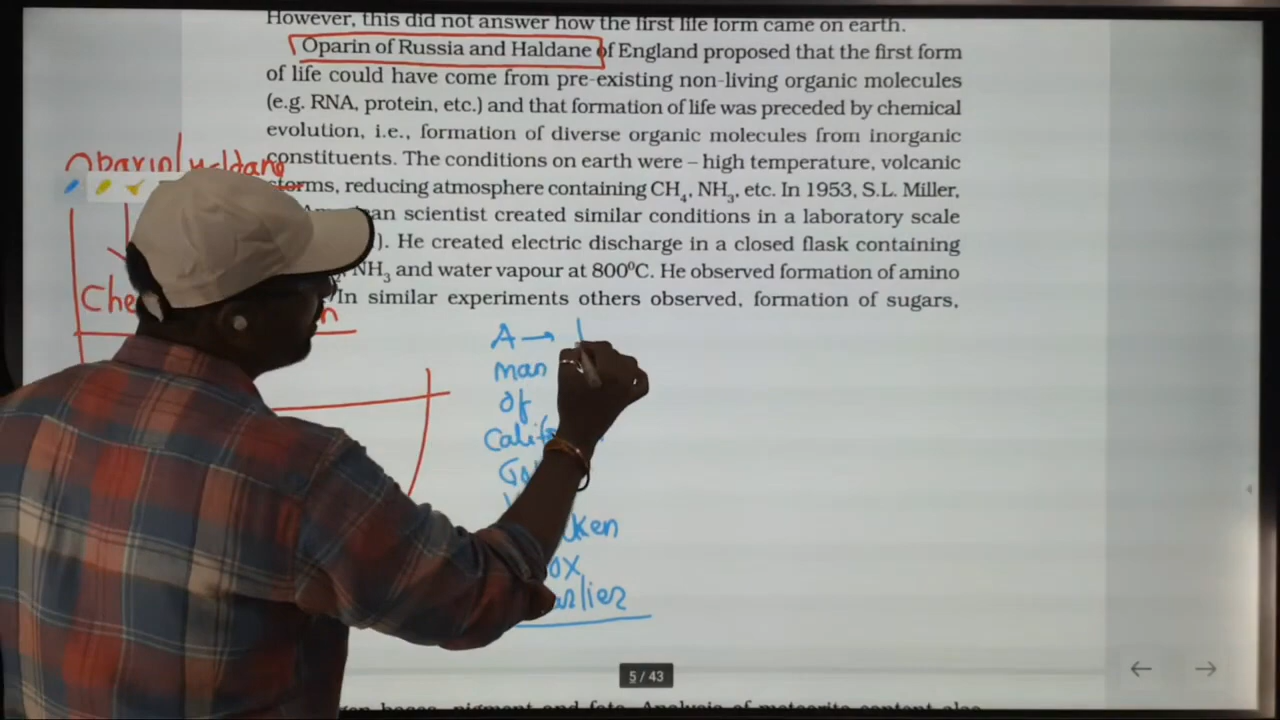 However, this did not answer how the first life form came on earth.
Oparin of Russia and Haldane of England proposed that the first form
of life could have come from pre-existing non-living organic molecules
(e.g. RNA, protein, etc.) and that formation of life was preceded by chemical
evolution, i.e., formation of diverse organic molecules from inorganic
constituents. The conditions on earth were – high temperature, volcanic
storms, reducing atmosphere containing CH₄, NH₃, etc. In 1953, S.L. Miller,
an scientist created similar conditions in a laboratory scale
). He created electric discharge in a closed flask containing
NH₃ and water vapour at 800⁰C. He observed formation of amino
In similar experiments others observed, formation of sugars,
Che
A →
man
of
Calif
ken
ox
arlier
5 / 43
← →